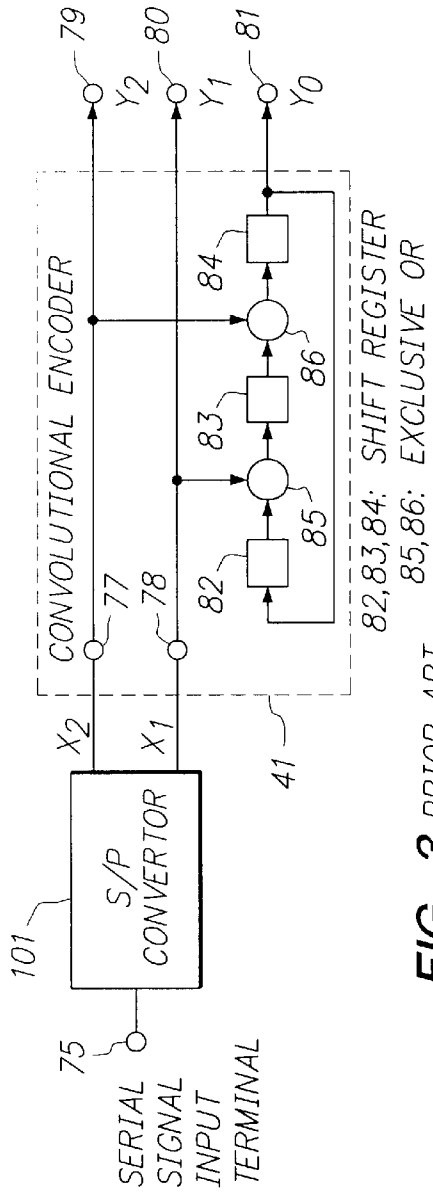 SERIAL
SIGNAL
INPUT
TERMINAL
75
101
S/P
CONVERTOR
X2
X1
41
CONVOLUTIONAL ENCODER
77
78
82
85
83
86
84
79
Y2
80
Y1
81
Y0
82,83,84: SHIFT REGISTER
85,86: EXCLUSIVE OR
FIG. 3 PRIOR ART